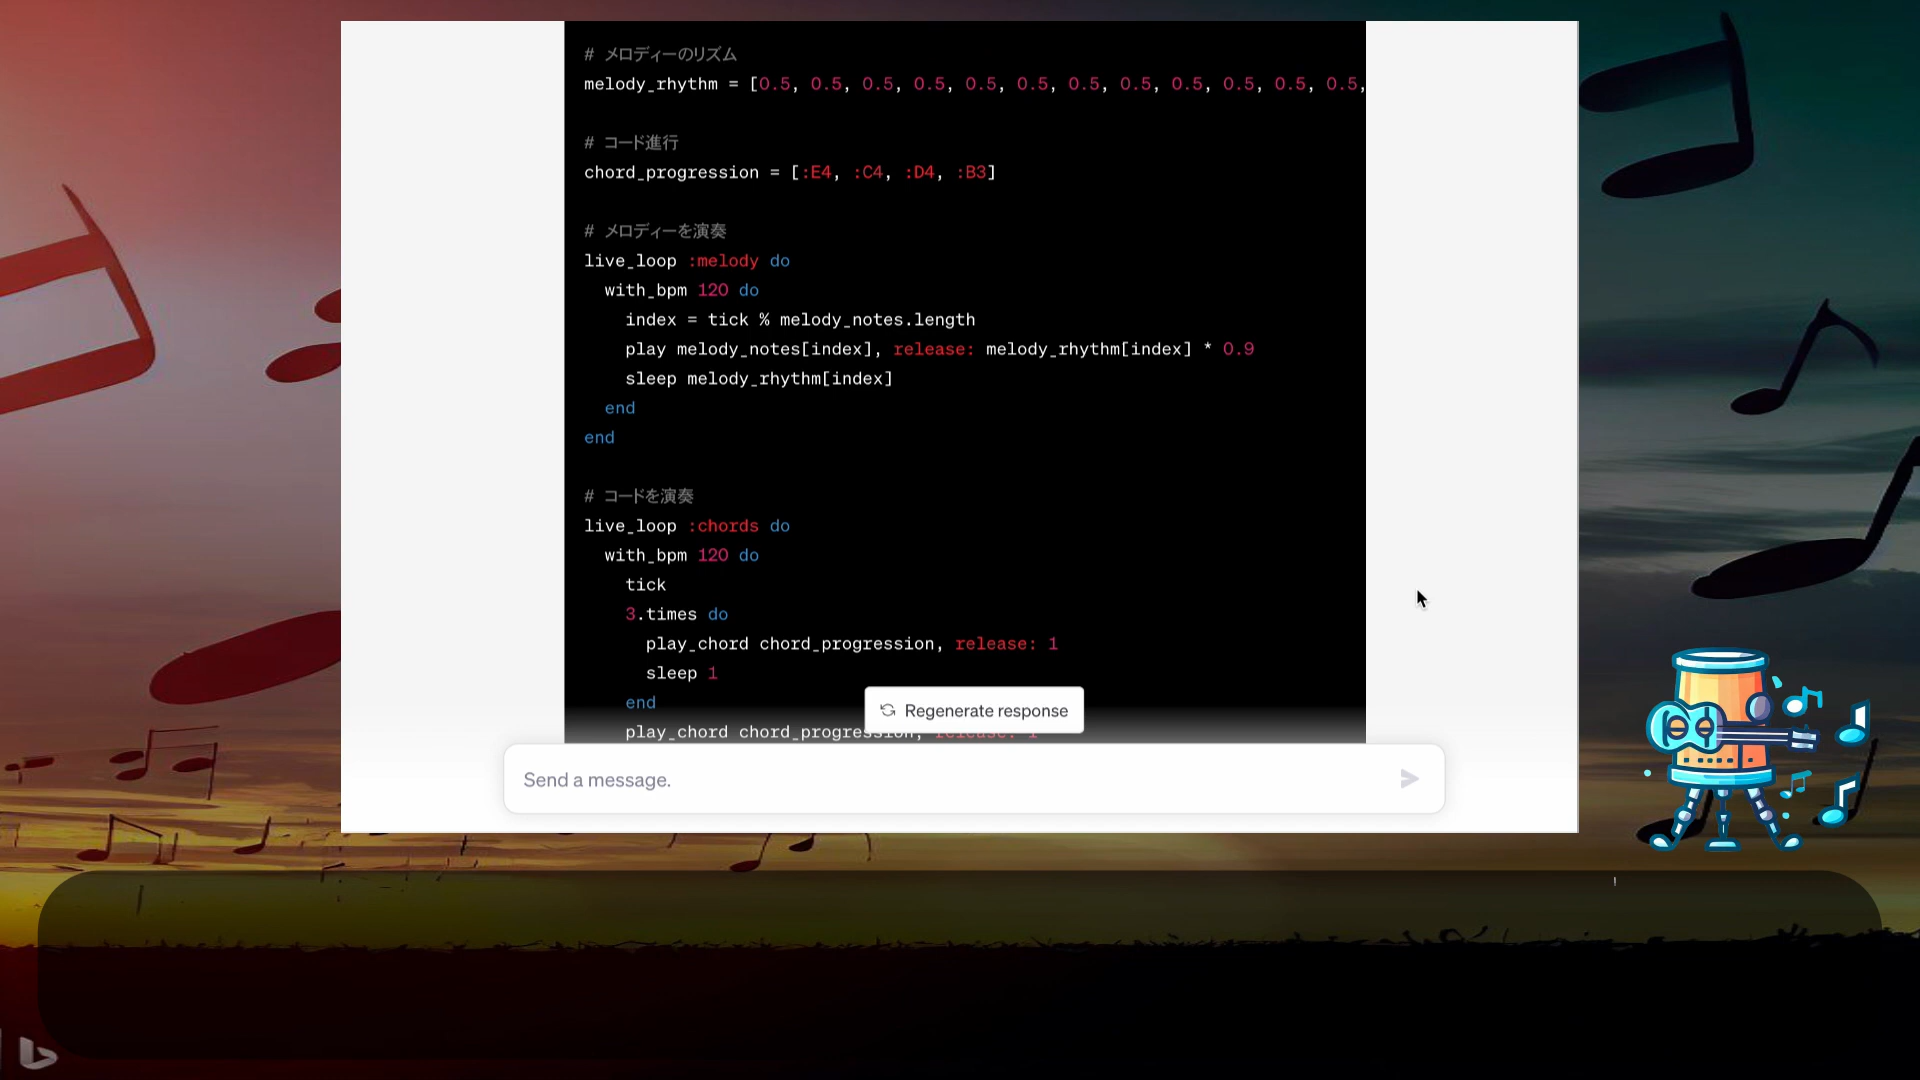 # メロディーのリズム
melody_rhythm = [0.5, 0.5, 0.5, 0.5, 0.5, 0.5, 0.5, 0.5, 0.5, 0.5, 0.5, 0.5,
# コード進行
chord_progression = [:E4, :C4, :D4, :B3]
# メロディーを演奏
live_loop :melody do
with_bpm 120 do
index = tick % melody_notes.length
play melody_notes[index], release: melody_rhythm[index] * 0.9
sleep melody_rhythm[index]
end
end
# コードを演奏
live_loop :chords do
with_bpm 120 do
tick
3.times do
play_chord chord_progression, release: 1
sleep 1
end
Regenerate response
play_chord chord_progression, release: 1
Send a message.
!